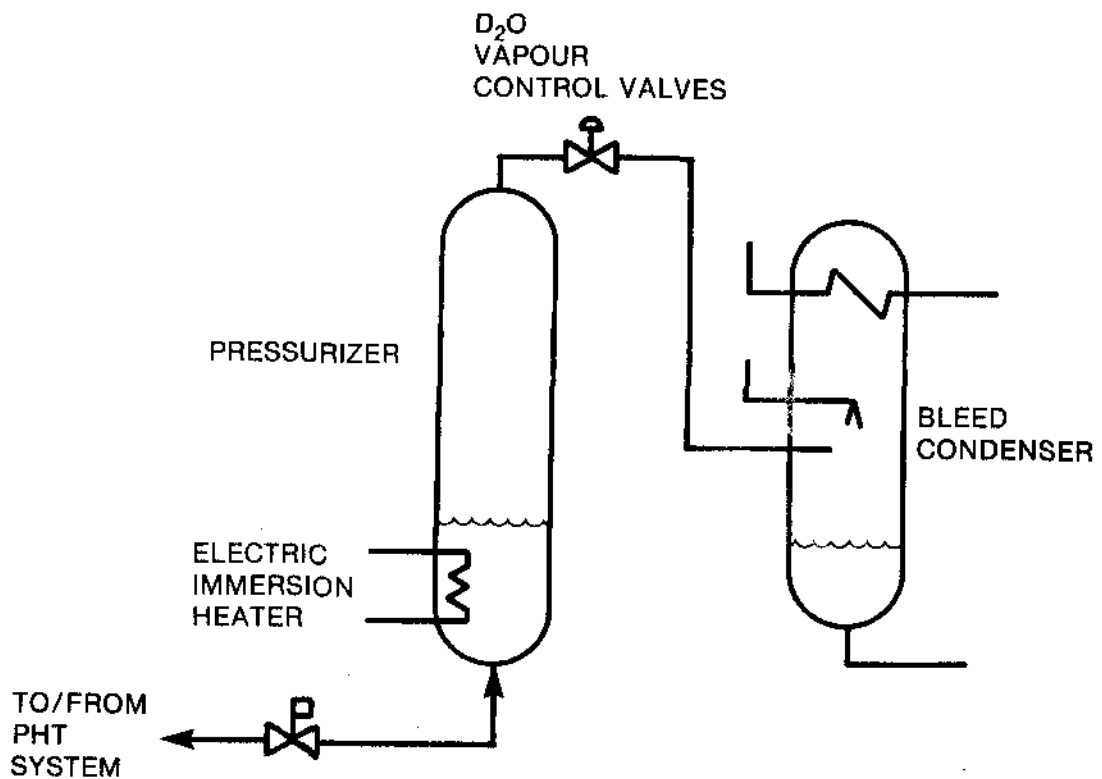 D₂O
VAPOUR
CONTROL VALVES
PRESSURIZER
BLEED
CONDENSER
ELECTRIC
IMMERSION
HEATER
TO/FROM
PHT
SYSTEM